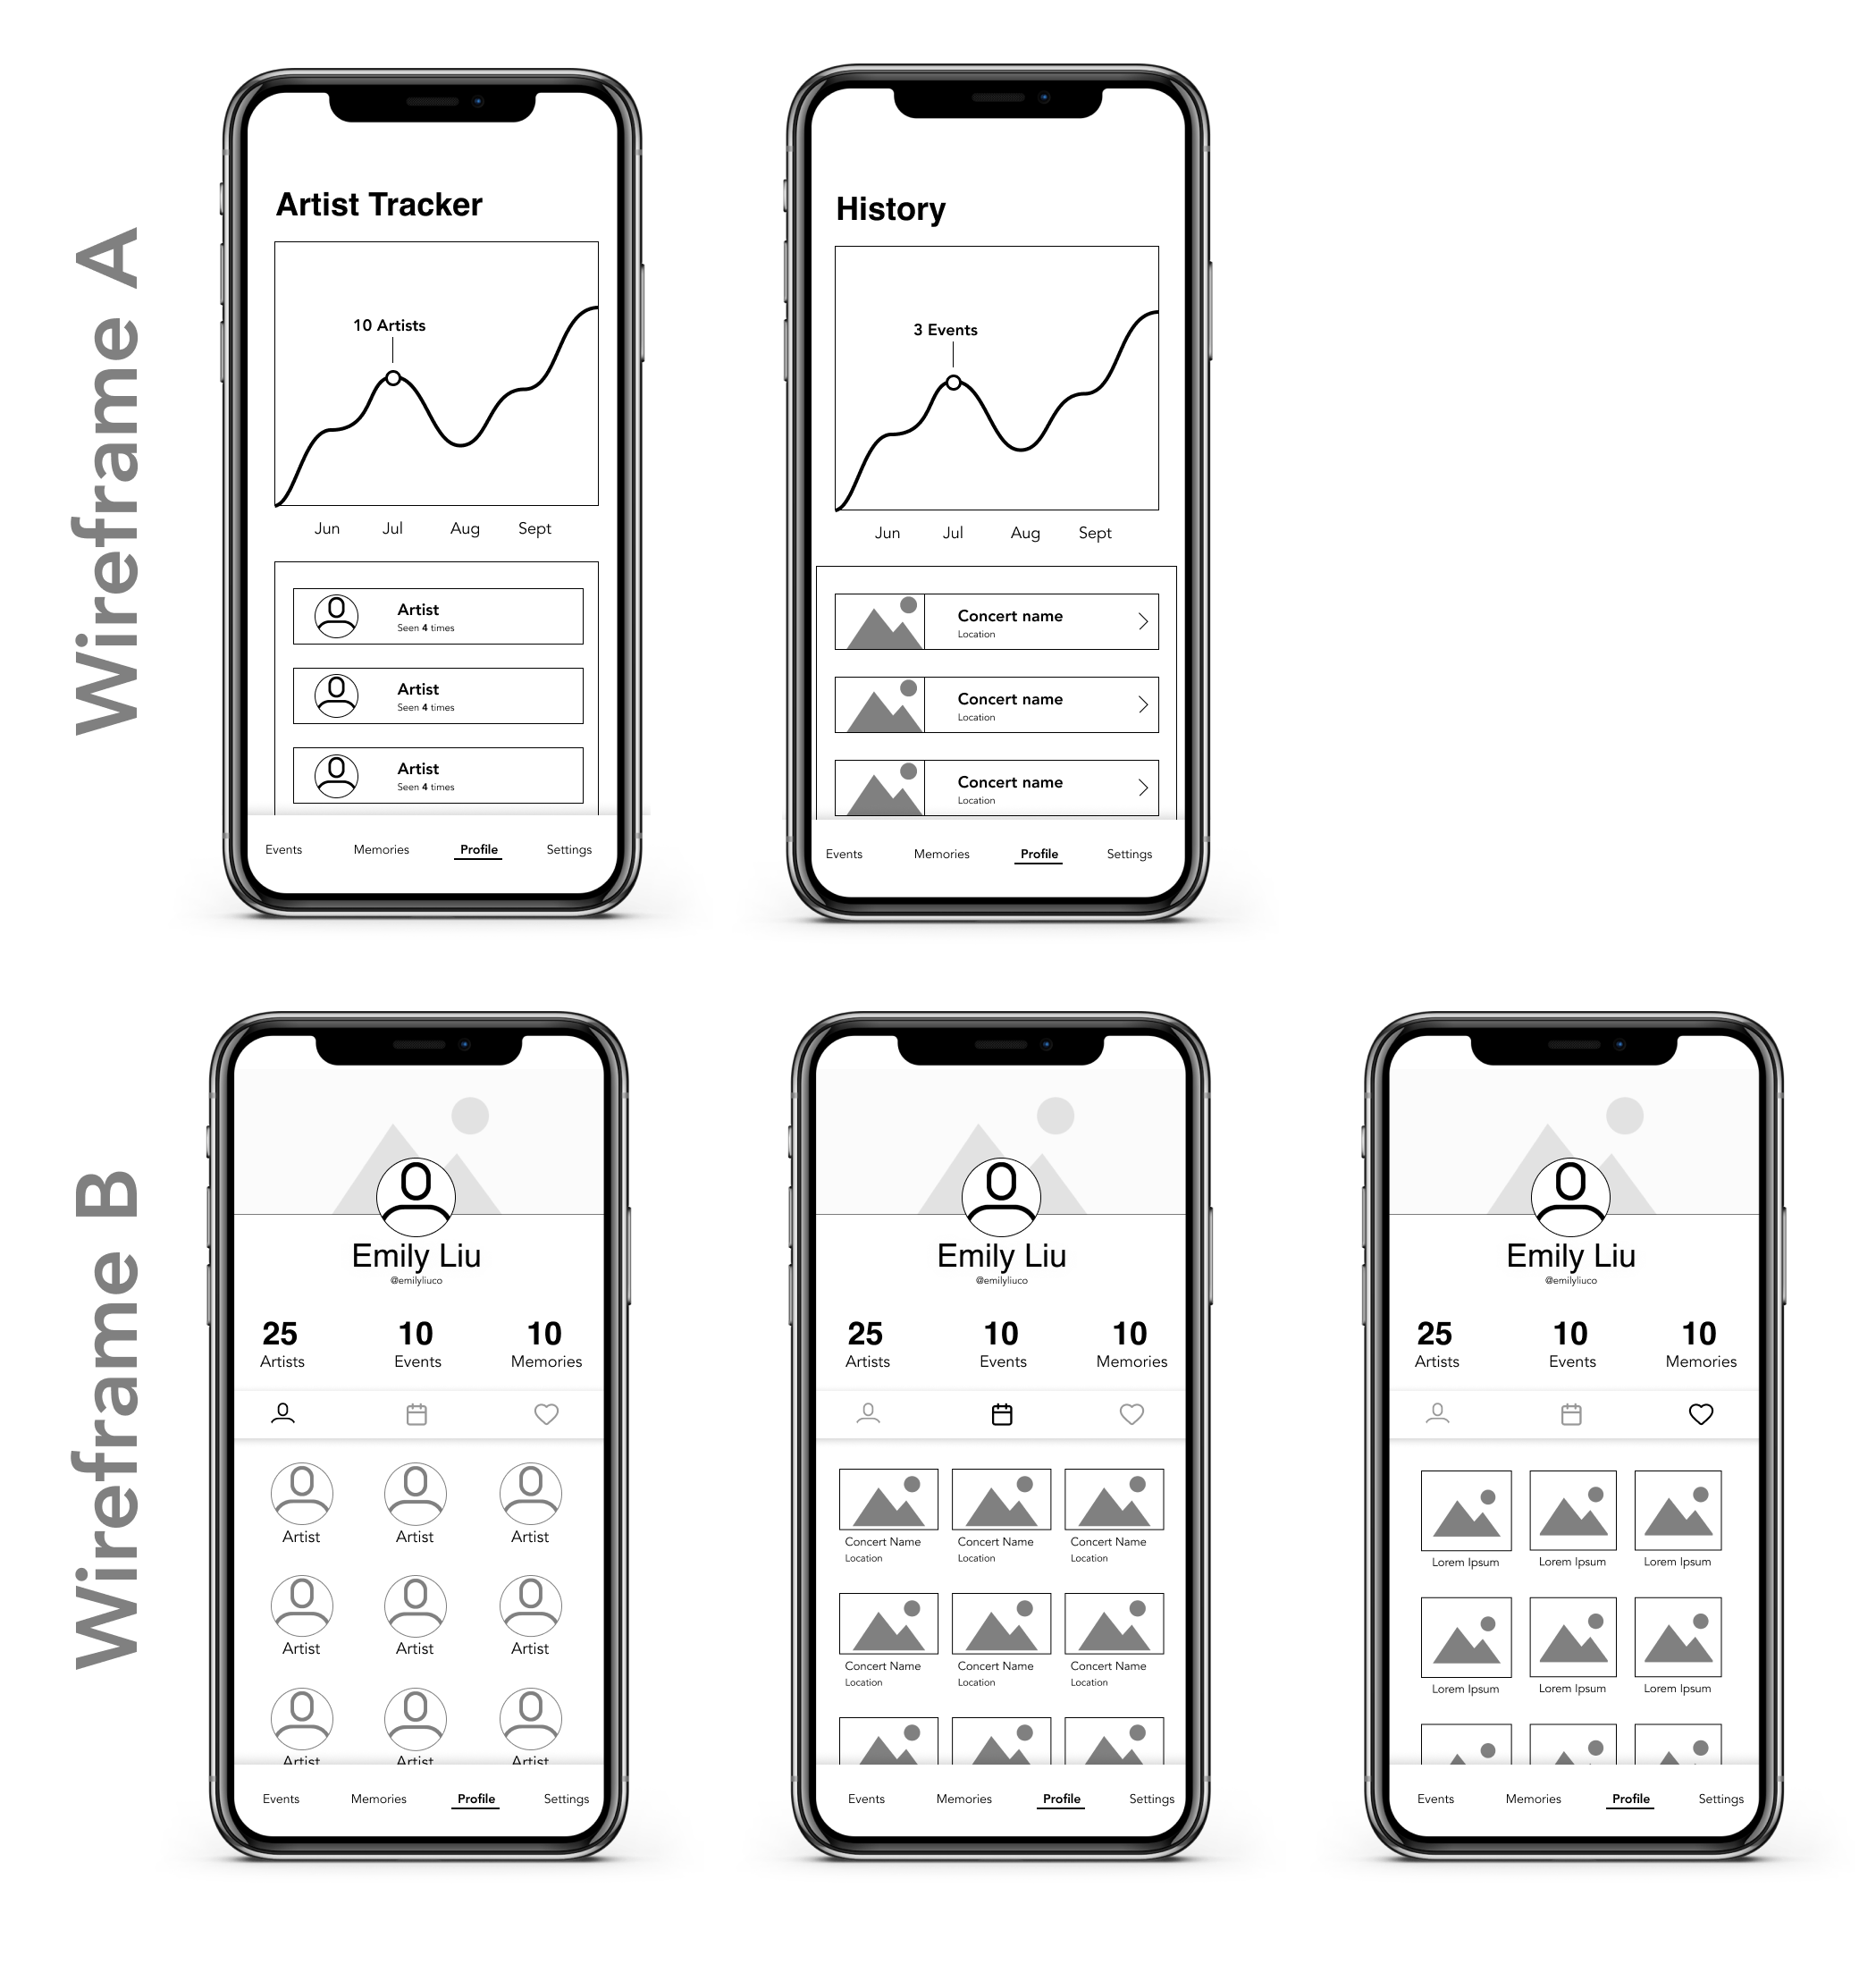 Wireframe A
Artist Tracker
10 Artists
Jun Jul Aug Sept
Artist
Seen 4 times
Artist
Seen 4 times
Artist
Seen 4 times
Events Memories Profile Settings
History
3 Events
Jun Jul Aug Sept
Concert name
Location
Concert name
Location
Concert name
Location
Events Memories Profile Settings
Wireframe B
Emily Liu
@emilyliuco
25 10 10
Artists Events Memories
Artist Artist Artist
Artist Artist Artist
Artist Artist Artist
Events Memories Profile Settings
Emily Liu
@emilyliuco
25 10 10
Artists Events Memories
Concert Name Concert Name Concert Name
Location Location Location
Concert Name Concert Name Concert Name
Location Location Location
Events Memories Profile Settings
Emily Liu
@emilyliuco
25 10 10
Artists Events Memories
Lorem Ipsum Lorem Ipsum Lorem Ipsum
Lorem Ipsum Lorem Ipsum Lorem Ipsum
Events Memories Profile Settings